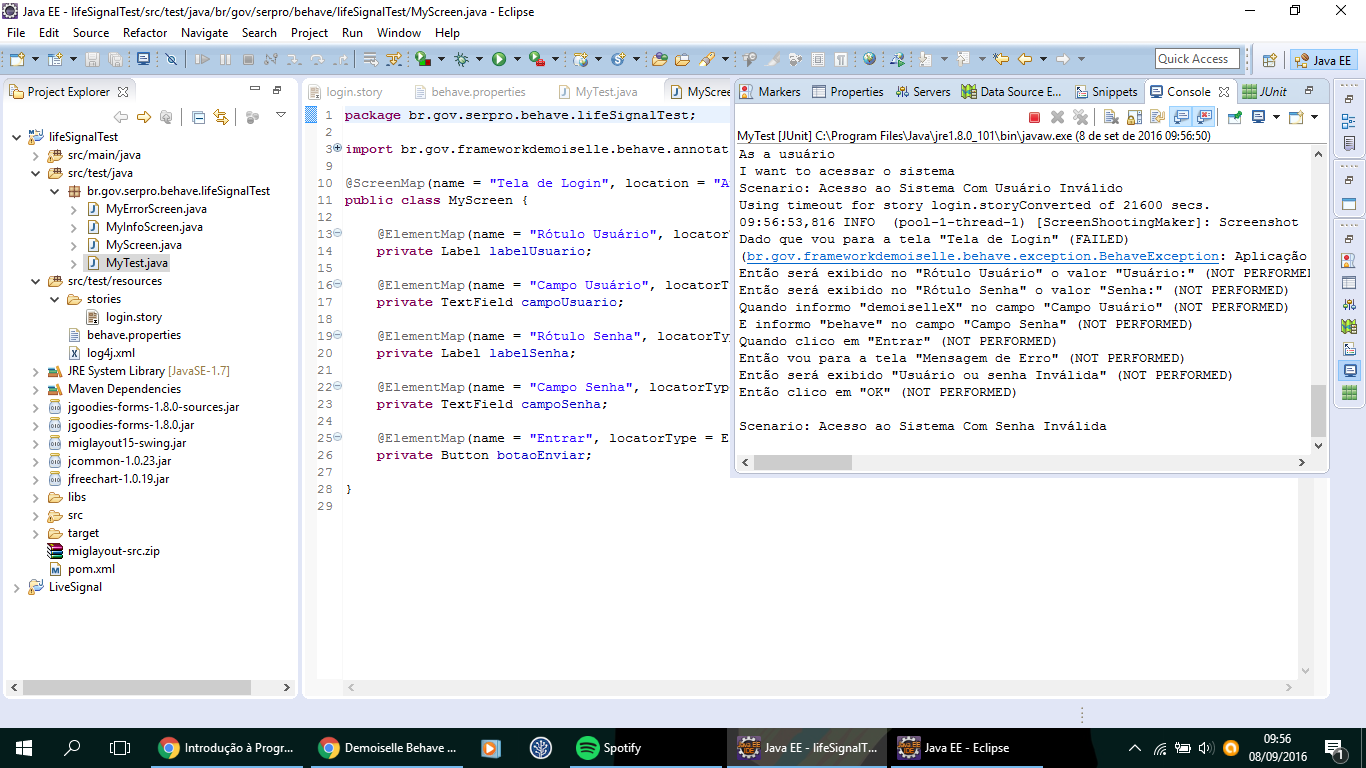 Java EE - lifeSignalTest/src/test/java/br/gov/serpro/behave/lifeSignalTest/MyScreen.java - Eclipse
File Edit Source Refactor Navigate Search Project Run Window Help
Quick Access
Java EE
Project Explorer
lifeSignalTest
src/main/java
src/test/java
br.gov.serpro.behave.lifeSignalTest
MyErrorScreen.java
MyInfoScreen.java
MyScreen.java
MyTest.java
src/test/resources
stories
login.story
behave.properties
log4j.xml
JRE System Library [JavaSE-1.7]
Maven Dependencies
jgoodies-forms-1.8.0-sources.jar
jgoodies-forms-1.8.0.jar
miglayout15-swing.jar
jcommon-1.0.23.jar
jfreechart-1.0.19.jar
libs
src
target
miglayout-src.zip
pom.xml
LiveSignal
login.story behave.properties MyTest.java MyScree
1 package br.gov.serpro.behave.lifeSignalTest;
2
3 import br.gov.frameworkdemoiselle.behave.annotat
9
10 @ScreenMap(name = "Tela de Login", location = "A
11 public class MyScreen {
12
13 @ElementMap(name = "Rótulo Usuário", locator
14 private Label labelUsuario;
15
16 @ElementMap(name = "Campo Usuário", locatorT
17 private TextField campoUsuario;
18
19 @ElementMap(name = "Rótulo Senha", locatorTy
20 private Label labelSenha;
21
22 @ElementMap(name = "Campo Senha", locatorType
23 private TextField campoSenha;
24
25 @ElementMap(name = "Entrar", locatorType = E
26 private Button botaoEnviar;
27
28 }
29
Markers Properties Servers Data Source E... Snippets Console JUnit
MyTest [JUnit] C:\Program Files\Java\jre1.8.0_101\bin\javaw.exe (8 de set de 2016 09:56:50)
As a usuário
I want to acessar o sistema
Scenario: Acesso ao Sistema Com Usuário Inválido
Using timeout for story login.storyConverted of 21600 secs.
09:56:53,816 INFO (pool-1-thread-1) [ScreenShootingMaker]: Screenshot
Dado que vou para a tela "Tela de Login" (FAILED)
(br.gov.frameworkdemoiselle.behave.exception.BehaveException: Aplicação
Então será exibido no "Rótulo Usuário" o valor "Usuário:" (NOT PERFORMED
Então será exibido no "Rótulo Senha" o valor "Senha:" (NOT PERFORMED)
Quando informo "demoiselleX" no campo "Campo Usuário" (NOT PERFORMED)
E informo "behave" no campo "Campo Senha" (NOT PERFORMED)
Quando clico em "Entrar" (NOT PERFORMED)
Então vou para a tela "Mensagem de Erro" (NOT PERFORMED)
Então será exibido "Usuário ou senha Inválida" (NOT PERFORMED)
Então clico em "OK" (NOT PERFORMED)
Scenario: Acesso ao Sistema Com Senha Inválida
Introdução à Progr...
Demoiselle Behave ...
Spotify
Java EE - lifeSignalT...
Java EE - Eclipse
09:56
08/09/2016
1